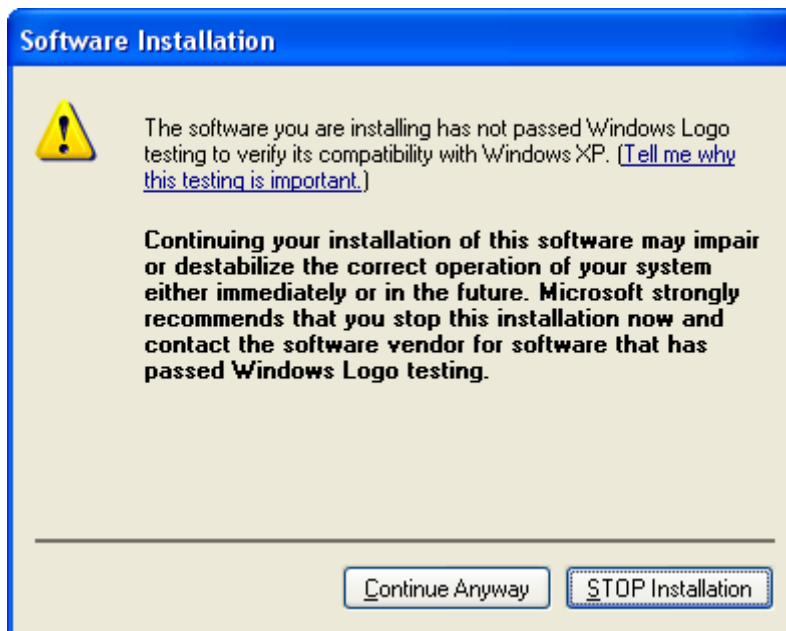 Software Installation
The software you are installing has not passed Windows Logo
testing to verify its compatibility with Windows XP. (Tell me why
this testing is important.)
Continuing your installation of this software may impair
or destabilize the correct operation of your system
either immediately or in the future. Microsoft strongly
recommends that you stop this installation now and
contact the software vendor for software that has
passed Windows Logo testing.
Continue Anyway
STOP Installation